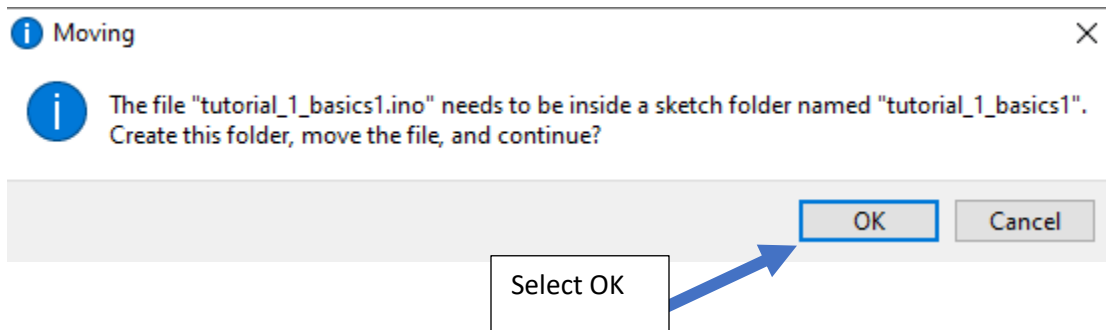 Moving
The file "tutorial_1_basics1.ino" needs to be inside a sketch folder named "tutorial_1_basics1".
Create this folder, move the file, and continue?
OK Cancel
Select OK